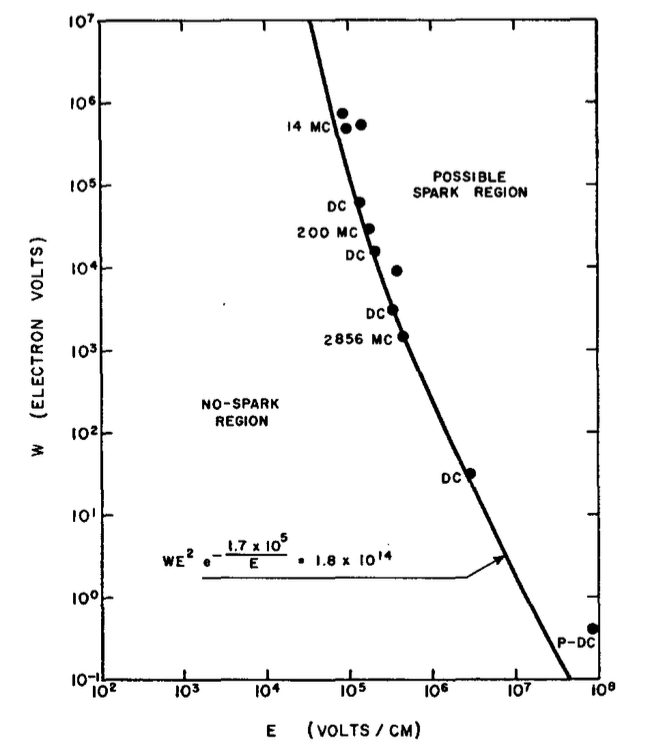 10⁷
10⁶
14 MC
POSSIBLE
SPARK REGION
10⁵
DC
200 MC
DC
10⁴
DC
2856 MC
10³
W (ELECTRON VOLTS)
NO-SPARK
REGION
10²
DC
10¹
WE² e^-1.7 x 10⁵/E = 1.8 x 10¹⁴
10⁰
P-DC
10⁻¹
10² 10³ 10⁴ 10⁵ 10⁶ 10⁷ 10⁸
E (VOLTS/CM)